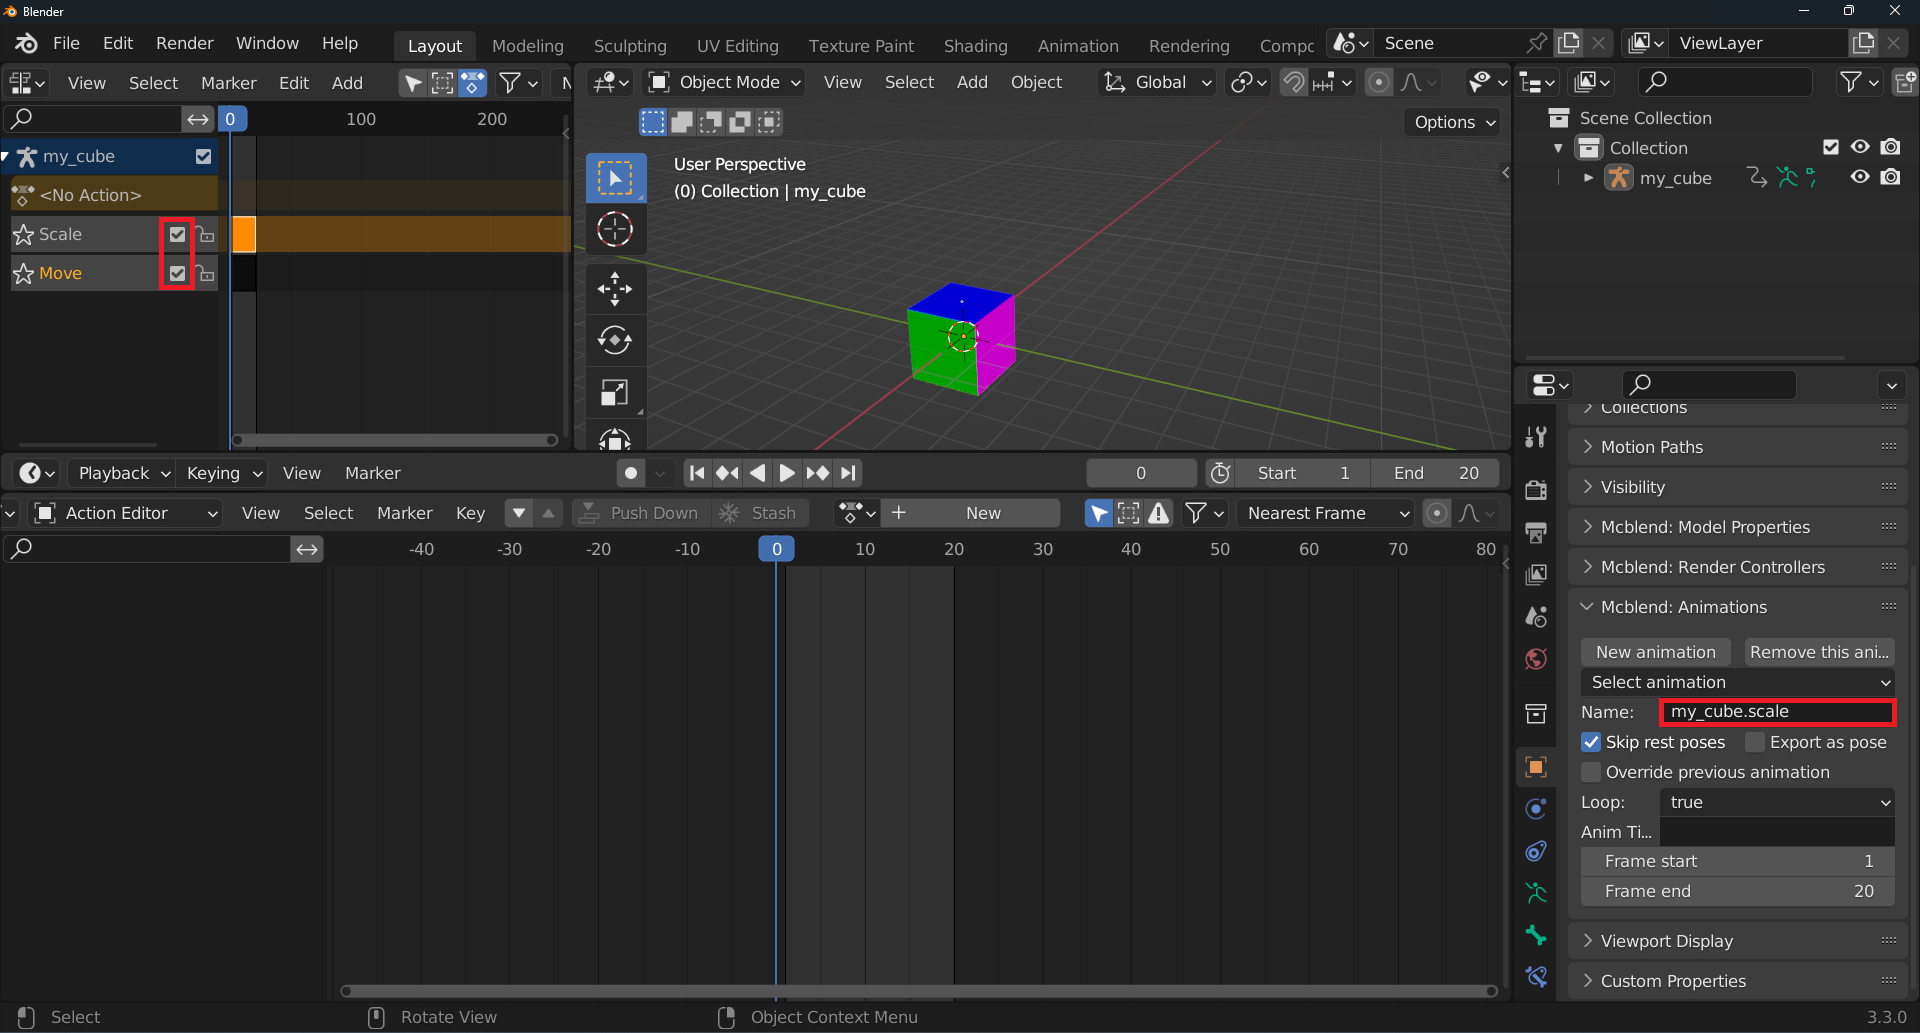 Blender
File Edit Render Window Help Layout Modeling Sculpting UV Editing Texture Paint Shading Animation Rendering Compc Scene ViewLayer
View Select Marker Edit Add N
Object Mode View Select Add Object Global
0 100 200
Options
my_cube
<No Action>
Scale
Move
User Perspective
(0) Collection | my_cube
Scene Collection
Collection
my_cube
Playback Keying View Marker 0 Start 1 End 20
Action Editor View Select Marker Key Push Down Stash New Nearest Frame
-40 -30 -20 -10 0 10 20 30 40 50 60 70 80
Collections
Motion Paths
Visibility
Mcblend: Model Properties
Mcblend: Render Controllers
Mcblend: Animations
New animation Remove this ani...
Select animation
Name: my_cube.scale
Skip rest poses Export as pose
Override previous animation
Loop: true
Anim Ti...
Frame start 1
Frame end 20
Viewport Display
Custom Properties
Select Rotate View Object Context Menu 3.3.0